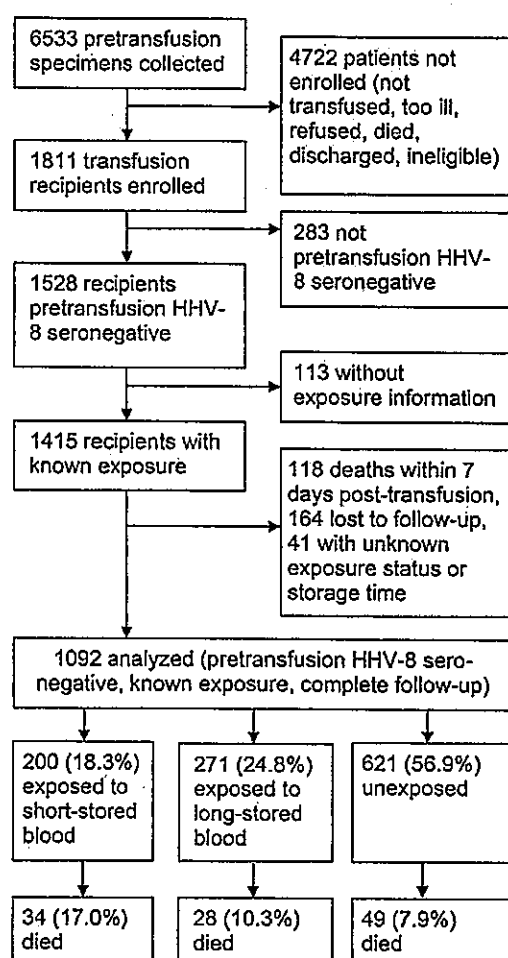 6533 pretransfusion
specimens collected
4722 patients not
enrolled (not
transfused, too ill,
refused, died,
discharged, ineligible)
1811 transfusion
recipients enrolled
283 not
pretransfusion HHV-
8 seronegative
1528 recipients
pretransfusion HHV-
8 seronegative
113 without
exposure information
1415 recipients with
known exposure
118 deaths within 7
days post-transfusion,
164 lost to follow-up,
41 with unknown
exposure status or
storage time
1092 analyzed (pretransfusion HHV-8 sero-
negative, known exposure, complete follow-up)
200 (18.3%)
exposed to
short-stored
blood
271 (24.8%)
exposed to
long-stored
blood
621 (56.9%)
unexposed
34 (17.0%)
died
28 (10.3%)
died
49 (7.9%)
died